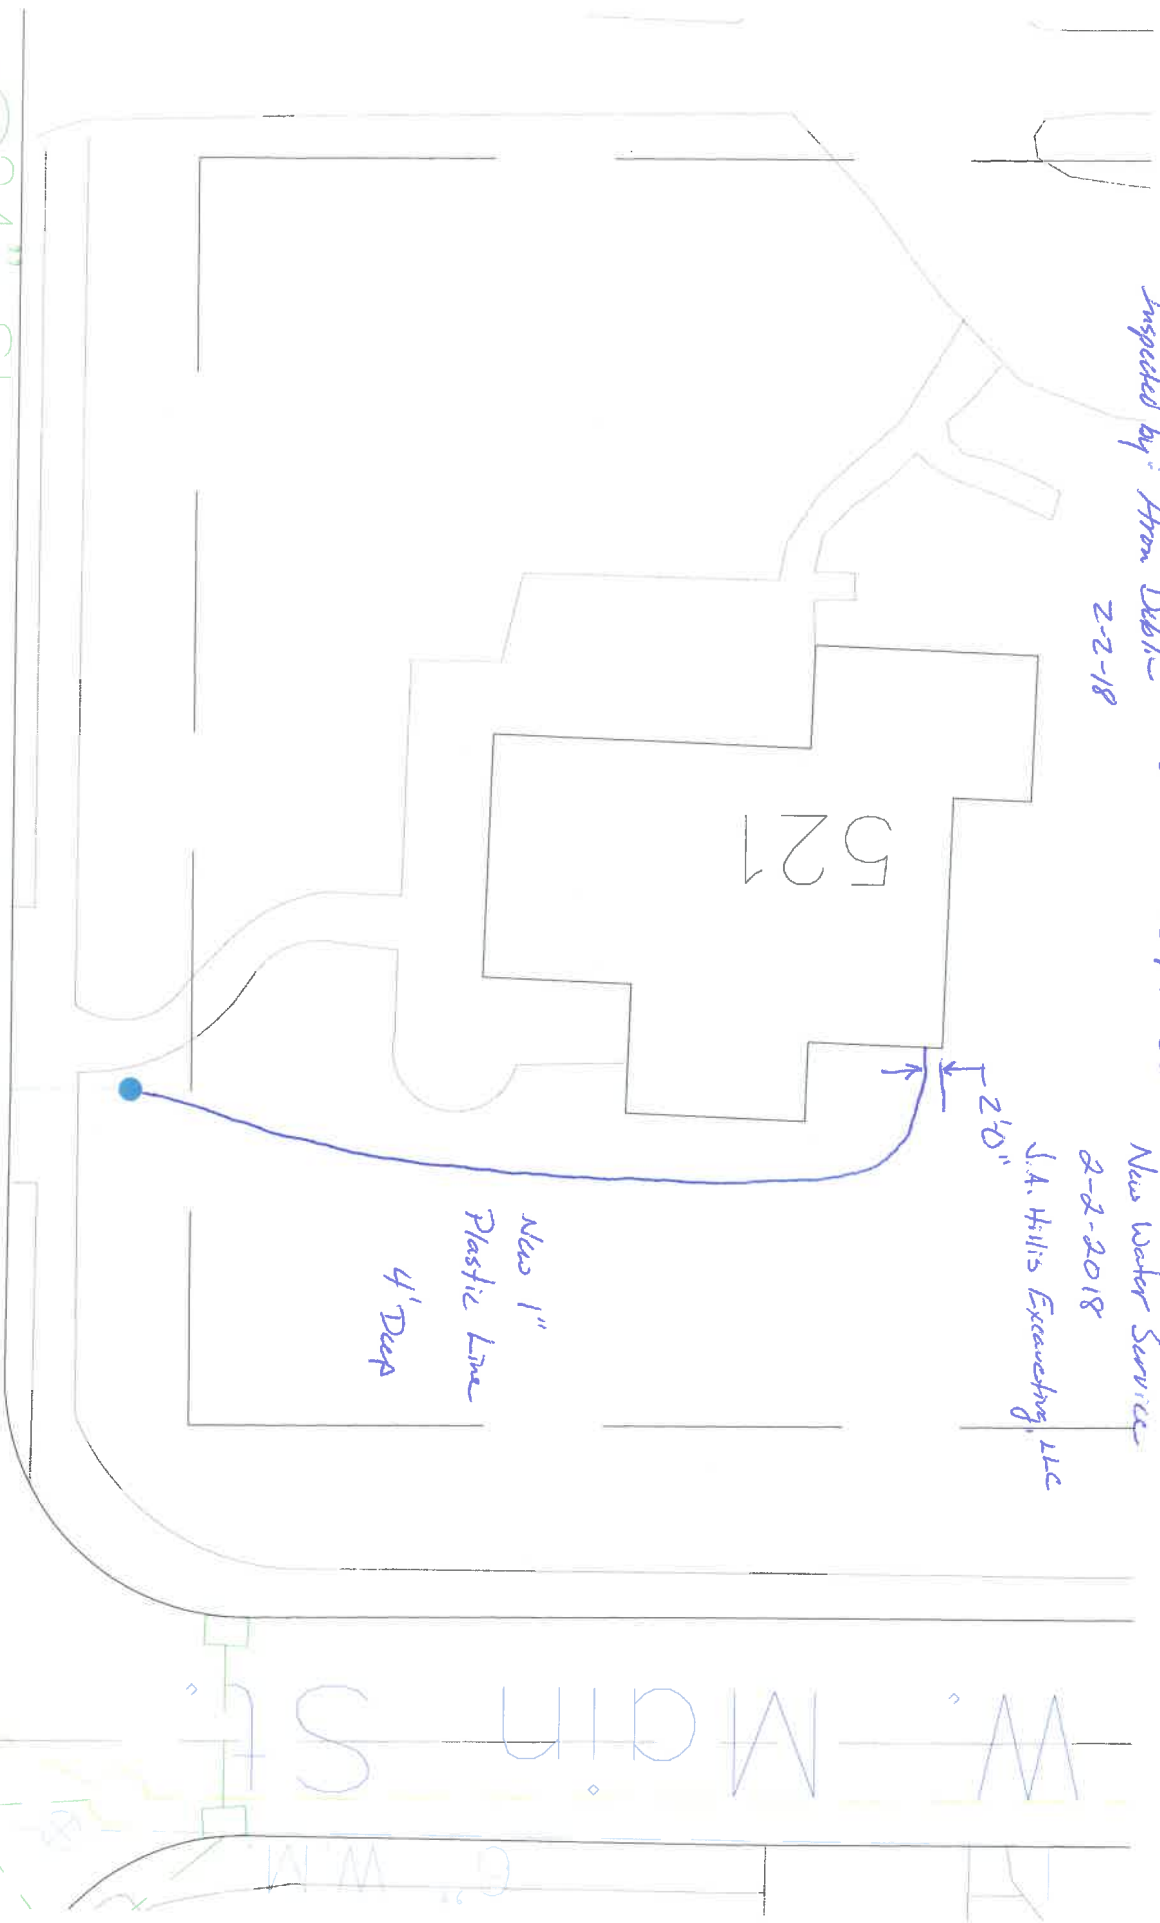 New Water Service
2-2-2018
J.A. Hillis Excavating, LLC
2'0"
New 1"
Plastic Line
4' Deep
Inspected by:
2-2-18
521
W Main St
6" WM